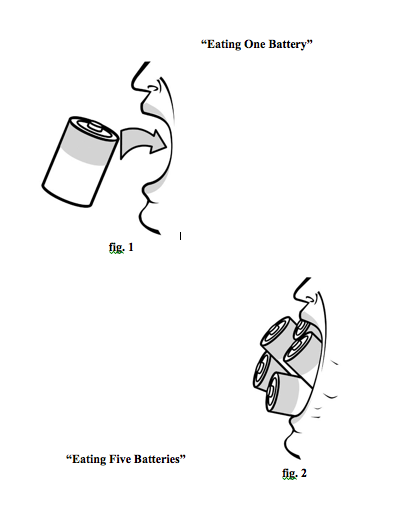 “Eating One Battery”
fig. 1
“Eating Five Batteries”
fig. 2